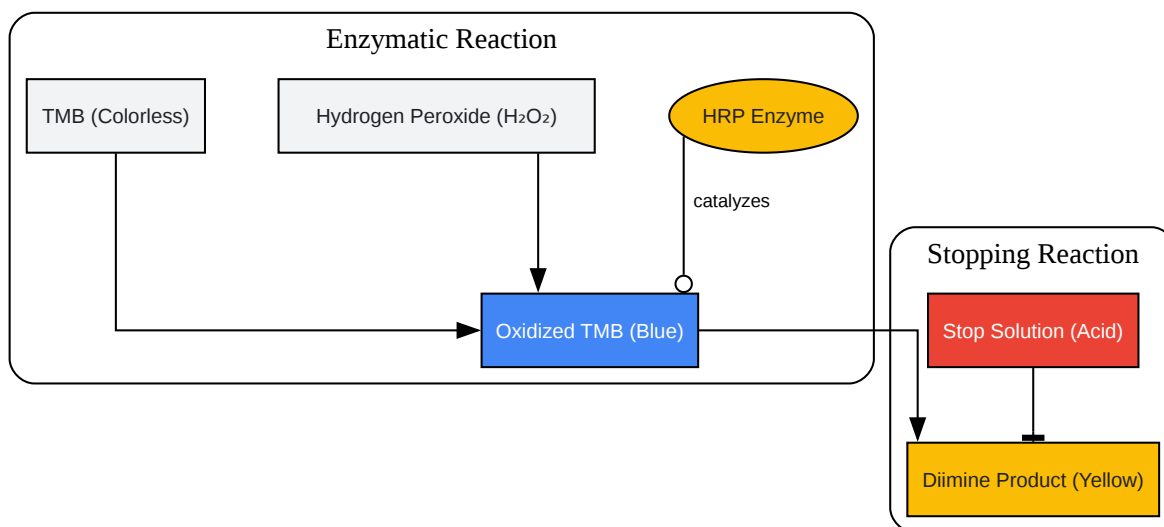 Enzymatic Reaction
TMB (Colorless)
Hydrogen Peroxide (H₂O₂)
HRP Enzyme
catalyzes
Stopping Reaction
Oxidized TMB (Blue)
Stop Solution (Acid)
Diimine Product (Yellow)